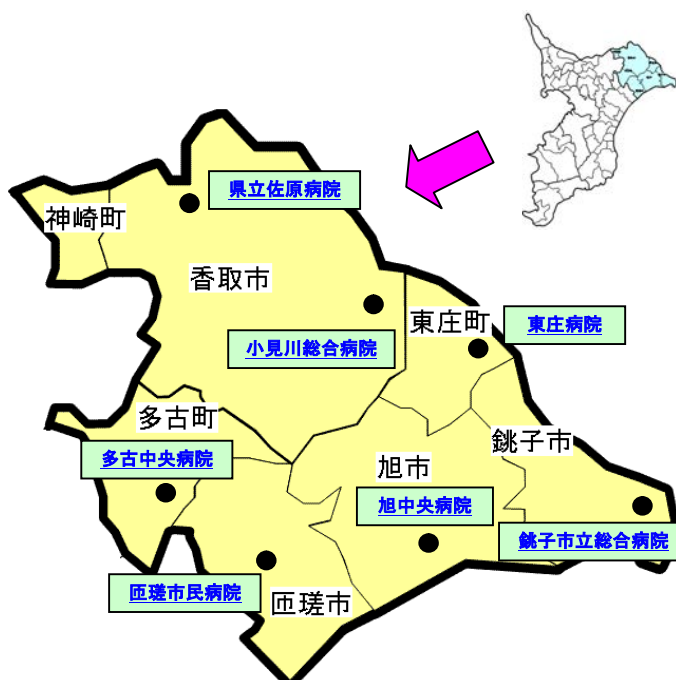 県立佐原病院
神崎町
香取市
東庄町
東庄病院
小見川総合病院
多古町
銚子市
多古中央病院
旭市
旭中央病院
銚子市立総合病院
匝瑳市民病院
匝瑳市